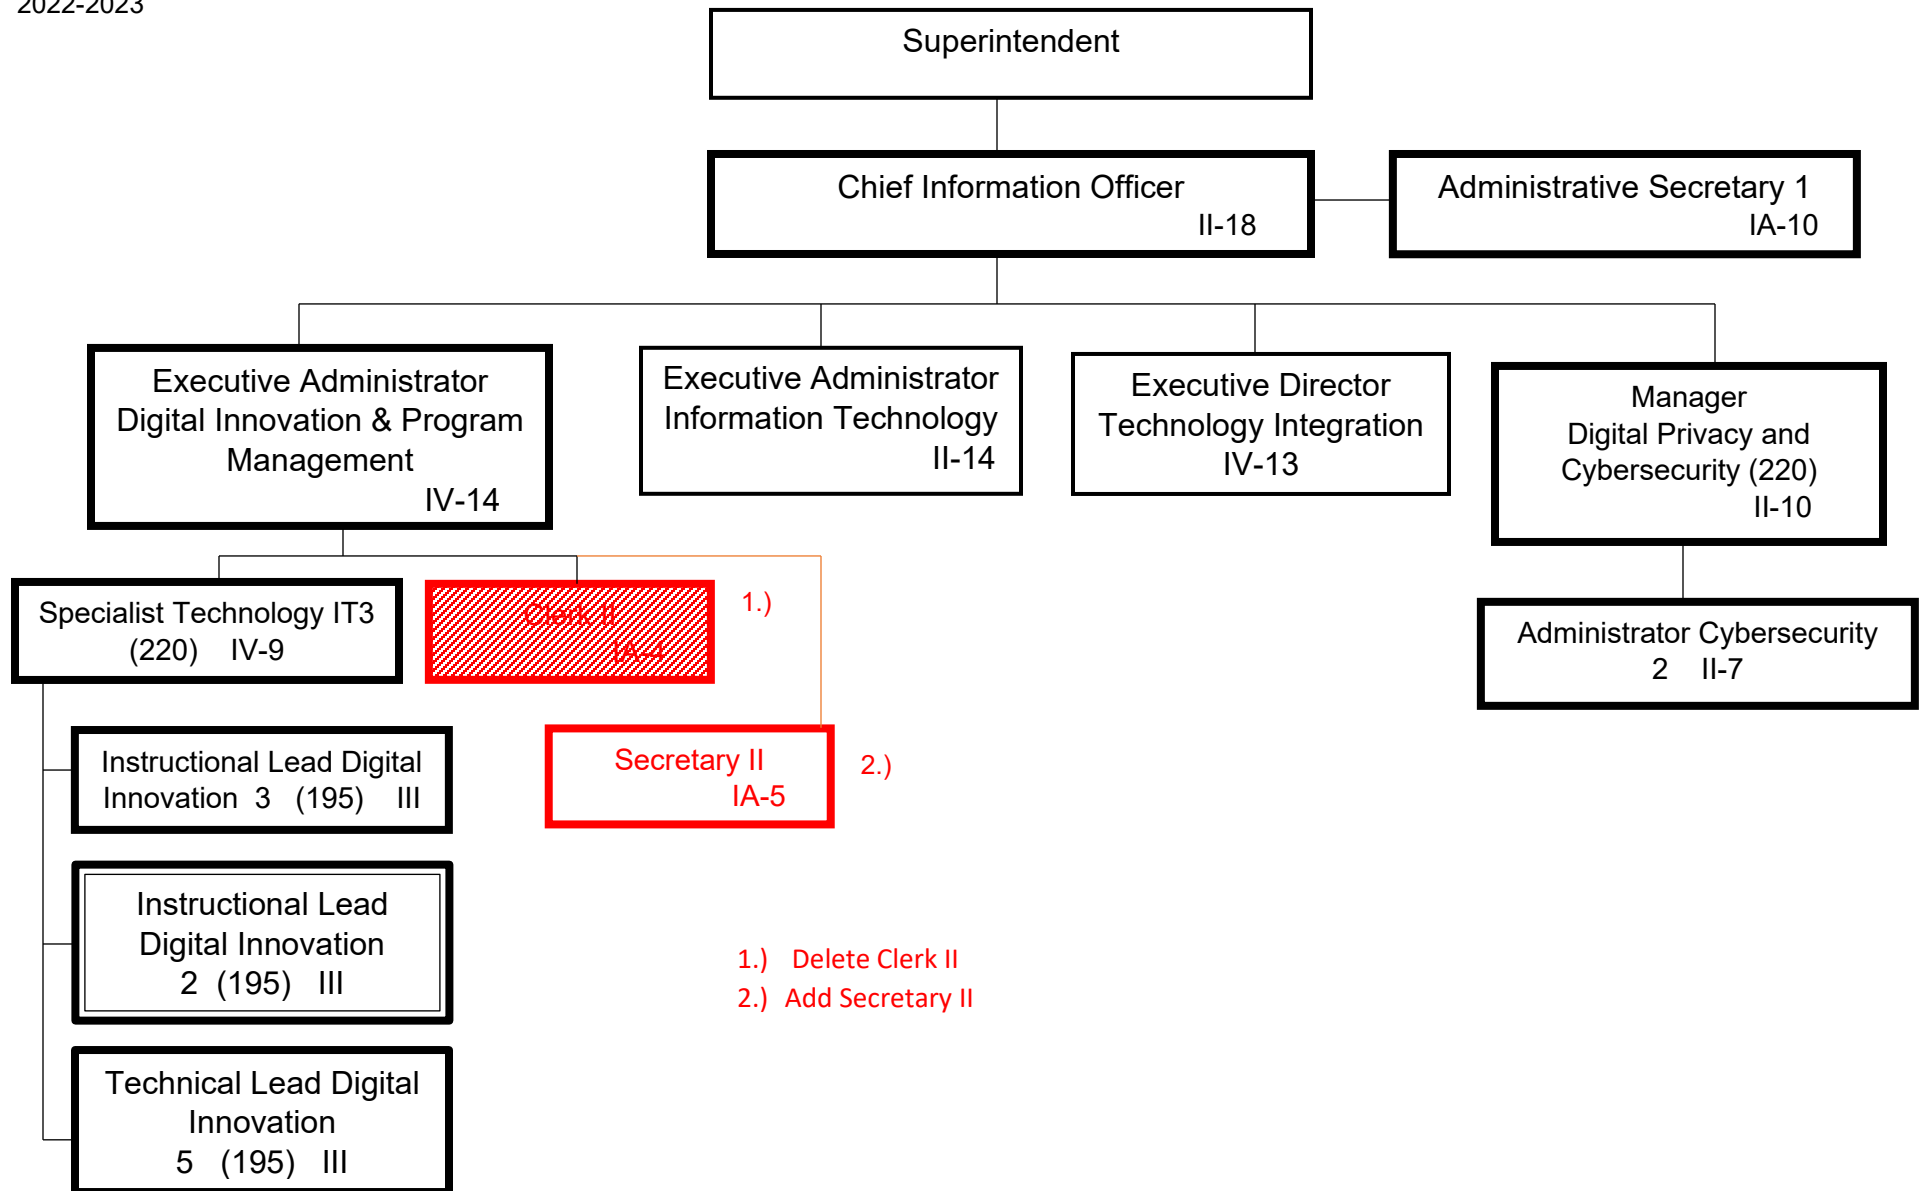 2022-2023
Superintendent
Chief Information Officer
II-18
Administrative Secretary 1
IA-10
Executive Administrator
Digital Innovation & Program
Management
IV-14
Executive Administrator
Information Technology
II-14
Executive Director
Technology Integration
IV-13
Manager
Digital Privacy and
Cybersecurity (220)
II-10
Specialist Technology IT3
(220) IV-9
Clerk II
IA-4
1.)
Administrator Cybersecurity
2 II-7
Instructional Lead Digital
Innovation 3 (195) III
Secretary II
IA-5
2.)
Instructional Lead
Digital Innovation
2 (195) III
1.) Delete Clerk II
2.) Add Secretary II
Technical Lead Digital
Innovation
5 (195) III